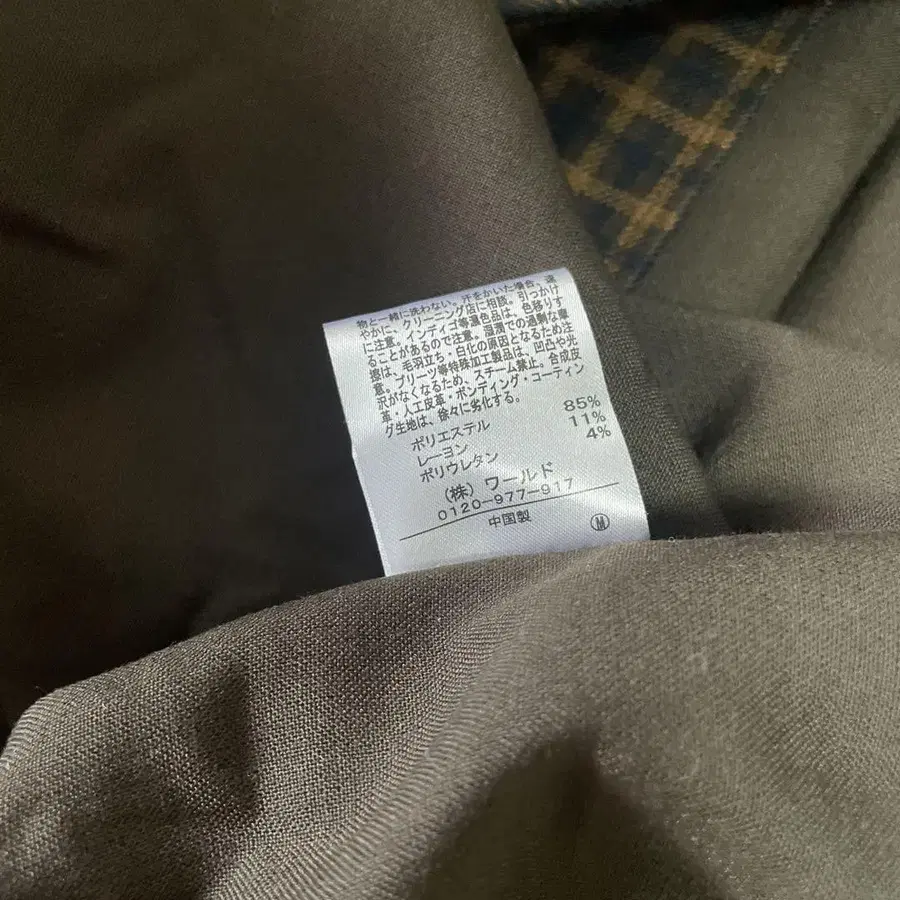 物と一緒に洗わない。汗をかいた場合、速
やかに、クリーニング店に相談。引っかけ
に注意。インディゴ等濃色品は、色移りす
ることがあるので注意。湿潤での過剰な摩
擦は、毛羽立ち・白化の原因となるため注
意。プリーツ等特殊加工製品は、凹凸や光
沢がなくなるため、スチーム禁止。合成皮
革・人工皮革・ボンディング・コーティン
グ生地は、徐々に劣化する。
ポリエステル 85%
レーヨン 11%
ポリウレタン 4%
(株) ワールド
0120-977-917
中国製 Ⓜ